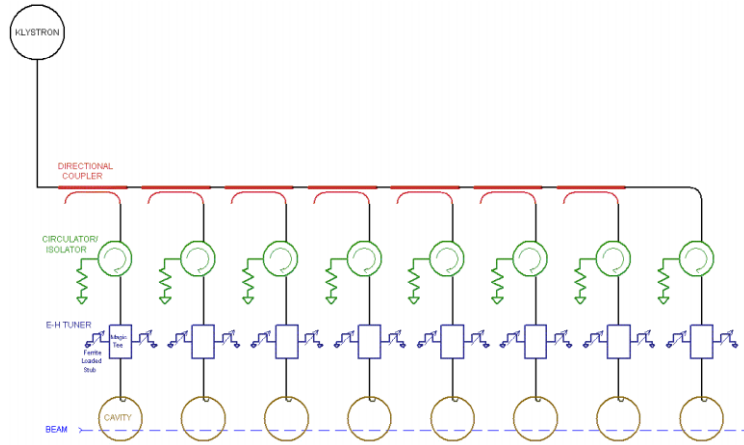 KLYSTRON
DIRECTIONAL
COUPLER
CIRCULATOR/
ISOLATOR
E-H TUNER
Magic
Tee
Ferrite
Loaded
Stub
CAVITY
BEAM